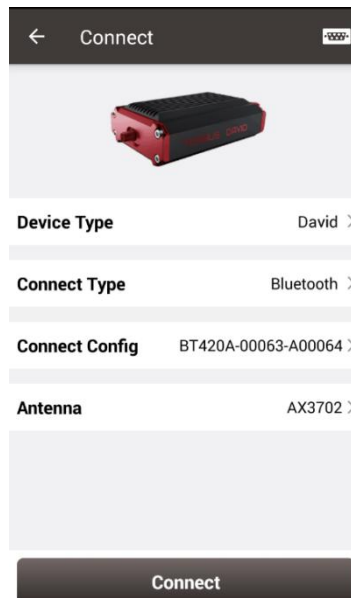 Connect
Device Type David
Connect Type Bluetooth
Connect Config BT420A-00063-A00064
Antenna AX3702
Connect